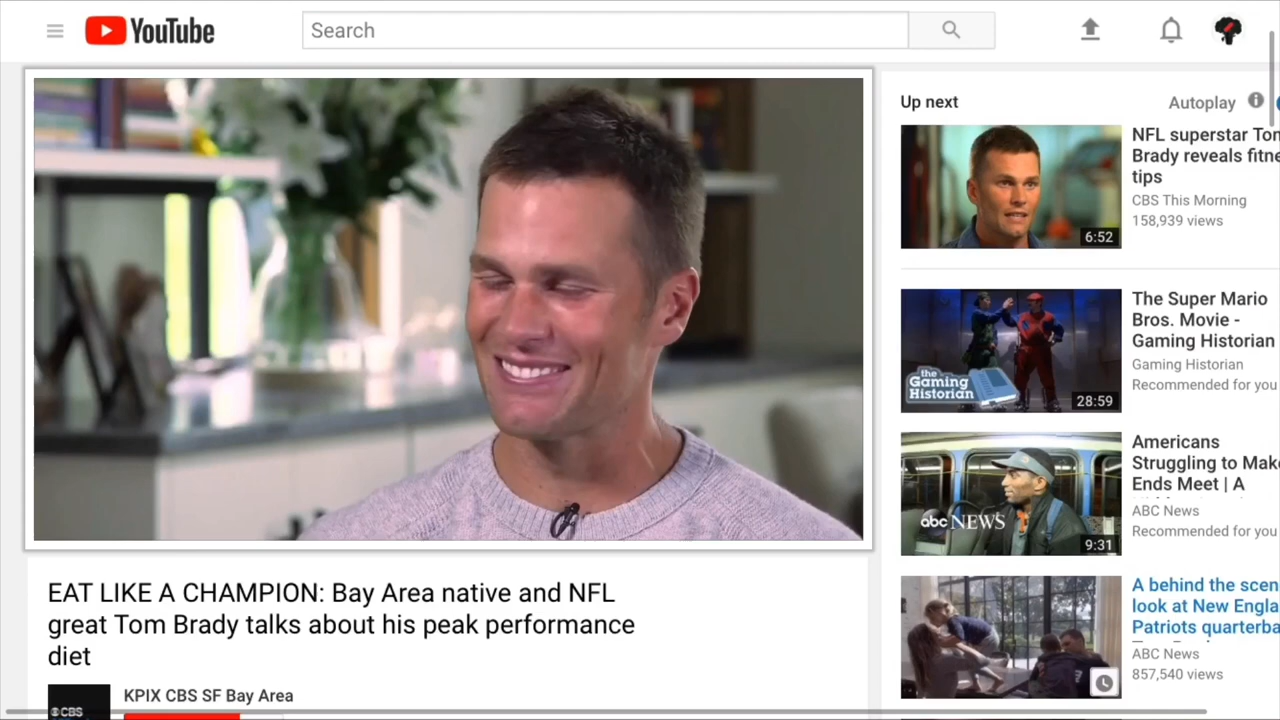 YouTube
Search
Up next
Autoplay
6:52
NFL superstar Tom
Brady reveals fitne
tips
CBS This Morning
158,939 views
the
Gaming
Historian
28:59
The Super Mario
Bros. Movie -
Gaming Historian
Gaming Historian
Recommended for you
abc NEWS
9:31
Americans
Struggling to Make
Ends Meet | A
ABC News
Recommended for you
A behind the scen
look at New Engla
Patriots quarterba
ABC News
857,540 views
EAT LIKE A CHAMPION: Bay Area native and NFL
great Tom Brady talks about his peak performance
diet
CBS
KPIX CBS SF Bay Area